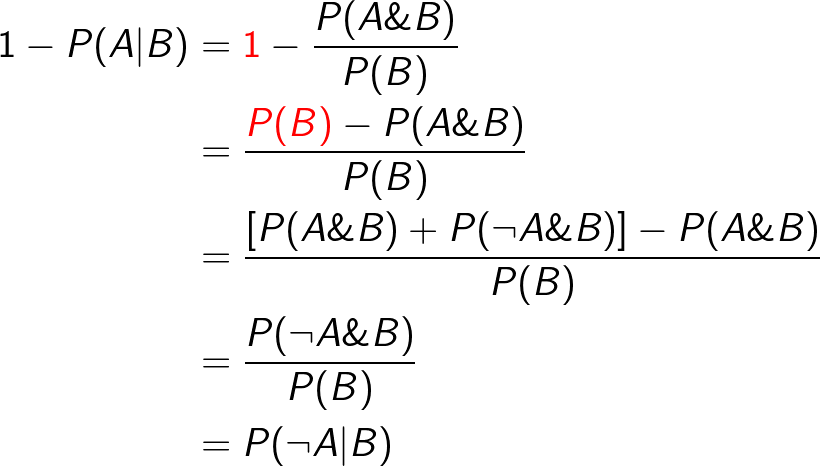 1 − P(A|B) = 1 − P(A&B) / P(B)
= P(B) − P(A&B) / P(B)
= [P(A&B) + P(¬A&B)] − P(A&B) / P(B)
= P(¬A&B) / P(B)
= P(¬A|B)